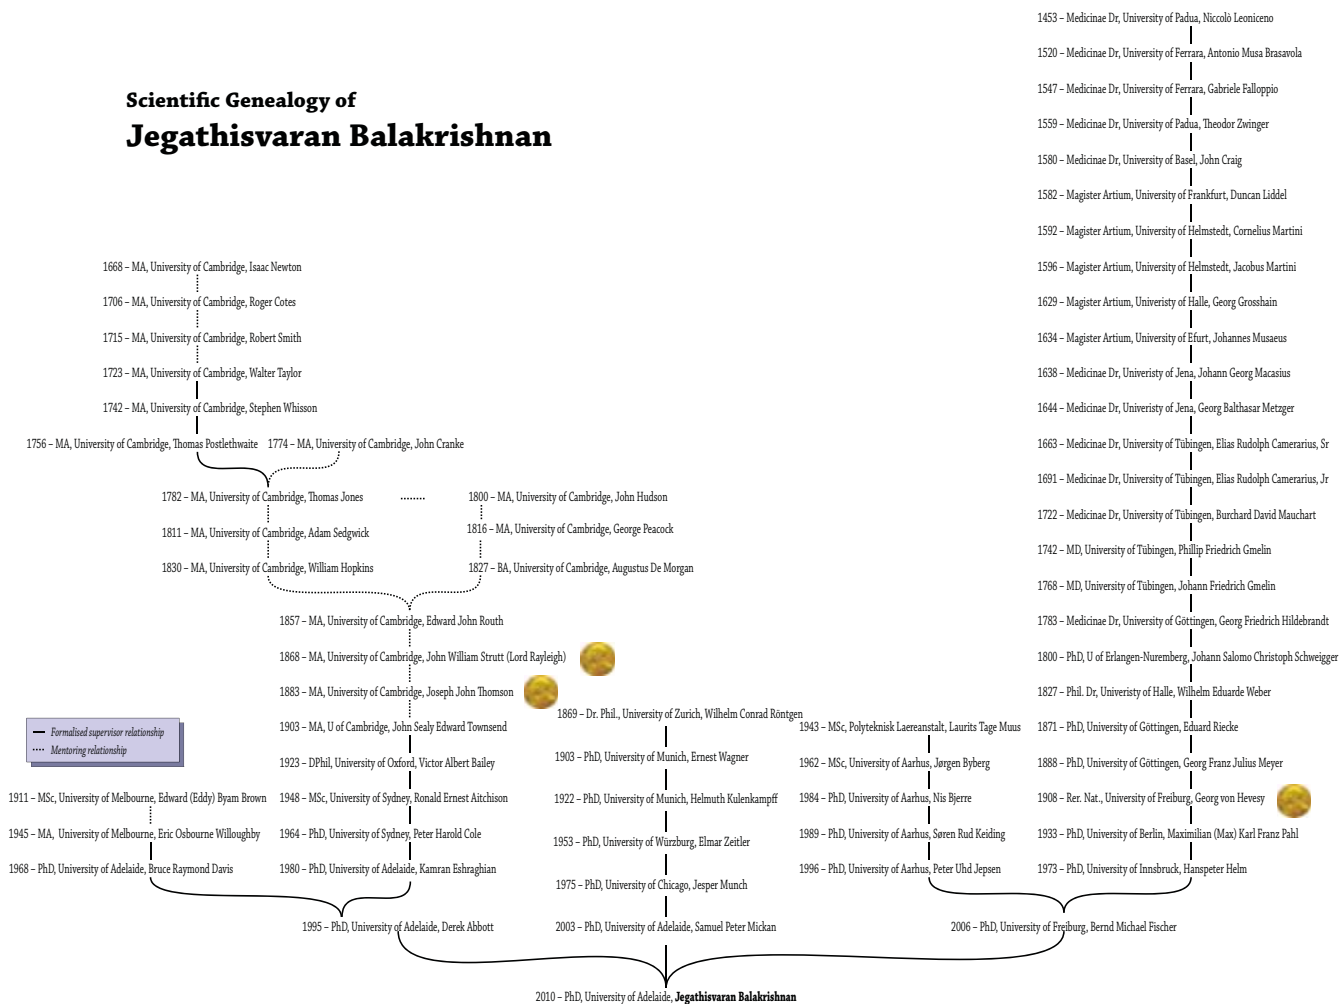 Scientific Genealogy of
Jegathisvaran Balakrishnan
1668 – MA, University of Cambridge, Isaac Newton
1706 – MA, University of Cambridge, Roger Cotes
1715 – MA, University of Cambridge, Robert Smith
1723 – MA, University of Cambridge, Walter Taylor
1742 – MA, University of Cambridge, Stephen Whisson
1756 – MA, University of Cambridge, Thomas Postlethwaite
1774 – MA, University of Cambridge, John Cranke
1782 – MA, University of Cambridge, Thomas Jones
1811 – MA, University of Cambridge, Adam Sedgwick
1830 – MA, University of Cambridge, William Hopkins
1800 – MA, University of Cambridge, John Hudson
1816 – MA, University of Cambridge, George Peacock
1827 – BA, University of Cambridge, Augustus De Morgan
1857 – MA, University of Cambridge, Edward John Routh
1868 – MA, University of Cambridge, John William Strutt (Lord Rayleigh)
1883 – MA, University of Cambridge, Joseph John Thomson
1903 – MA, U of Cambridge, John Sealy Edward Townsend
1923 – DPhil, University of Oxford, Victor Albert Bailey
1948 – MSc, University of Sydney, Ronald Ernest Aitchison
1964 – PhD, University of Sydney, Peter Harold Cole
1980 – PhD, University of Adelaide, Kamran Eshraghian
Formalised supervisor relationship
Mentoring relationship
1911 – MSc, University of Melbourne, Edward (Eddy) Byam Brown
1945 – MA, University of Melbourne, Eric Osbourne Willoughby
1968 – PhD, University of Adelaide, Bruce Raymond Davis
1995 – PhD, University of Adelaide, Derek Abbott
1869 – Dr. Phil., University of Zurich, Wilhelm Conrad Röntgen
1903 – PhD, University of Munich, Ernest Wagner
1922 – PhD, University of Munich, Helmuth Kulenkampff
1953 – PhD, University of Würzburg, Elmar Zeitler
1975 – PhD, University of Chicago, Jesper Munch
2003 – PhD, University of Adelaide, Samuel Peter Mickan
1943 – MSc, Polyteknisk Laereanstalt, Laurits Tage Muus
1962 – MSc, University of Aarhus, Jørgen Byberg
1984 – PhD, University of Aarhus, Nis Bjerre
1989 – PhD, University of Aarhus, Søren Rud Keiding
1996 – PhD, University of Aarhus, Peter Uhd Jepsen
1453 – Medicinae Dr, University of Padua, Niccolò Leoniceno
1520 – Medicinae Dr, University of Ferrara, Antonio Musa Brasavola
1547 – Medicinae Dr, University of Ferrara, Gabriele Falloppio
1559 – Medicinae Dr, University of Padua, Theodor Zwinger
1580 – Medicinae Dr, University of Basel, John Craig
1582 – Magister Artium, University of Frankfurt, Duncan Liddel
1592 – Magister Artium, University of Helmstedt, Cornelius Martini
1596 – Magister Artium, University of Helmstedt, Jacobus Martini
1629 – Magister Artium, Univeristy of Halle, Georg Grosshain
1634 – Magister Artium, University of Efurt, Johannes Musaeus
1638 – Medicinae Dr, Univeristy of Jena, Johann Georg Macasius
1644 – Medicinae Dr, Univeristy of Jena, Georg Balthasar Metzger
1663 – Medicinae Dr, University of Tübingen, Elias Rudolph Camerarius, Sr
1691 – Medicinae Dr, University of Tübingen, Elias Rudolph Camerarius, Jr
1722 – Medicinae Dr, University of Tübingen, Burchard David Mauchart
1742 – MD, University of Tübingen, Phillip Friedrich Gmelin
1768 – MD, University of Tübingen, Johann Friedrich Gmelin
1783 – Medicinae Dr, University of Göttingen, Georg Friedrich Hildebrandt
1800 – PhD, U of Erlangen-Nuremberg, Johann Salomo Christoph Schweigger
1827 – Phil. Dr, Univeristy of Halle, Wilhelm Eduarde Weber
1871 – PhD, University of Göttingen, Eduard Riecke
1888 – PhD, University of Göttingen, Georg Franz Julius Meyer
1908 – Rer. Nat., University of Freiburg, Georg von Hevesy
1933 – PhD, University of Berlin, Maximilian (Max) Karl Franz Pahl
1973 – PhD, University of Innsbruck, Hanspeter Helm
2006 – PhD, University of Freiburg, Bernd Michael Fischer
2010 – PhD, University of Adelaide, Jegathisvaran Balakrishnan